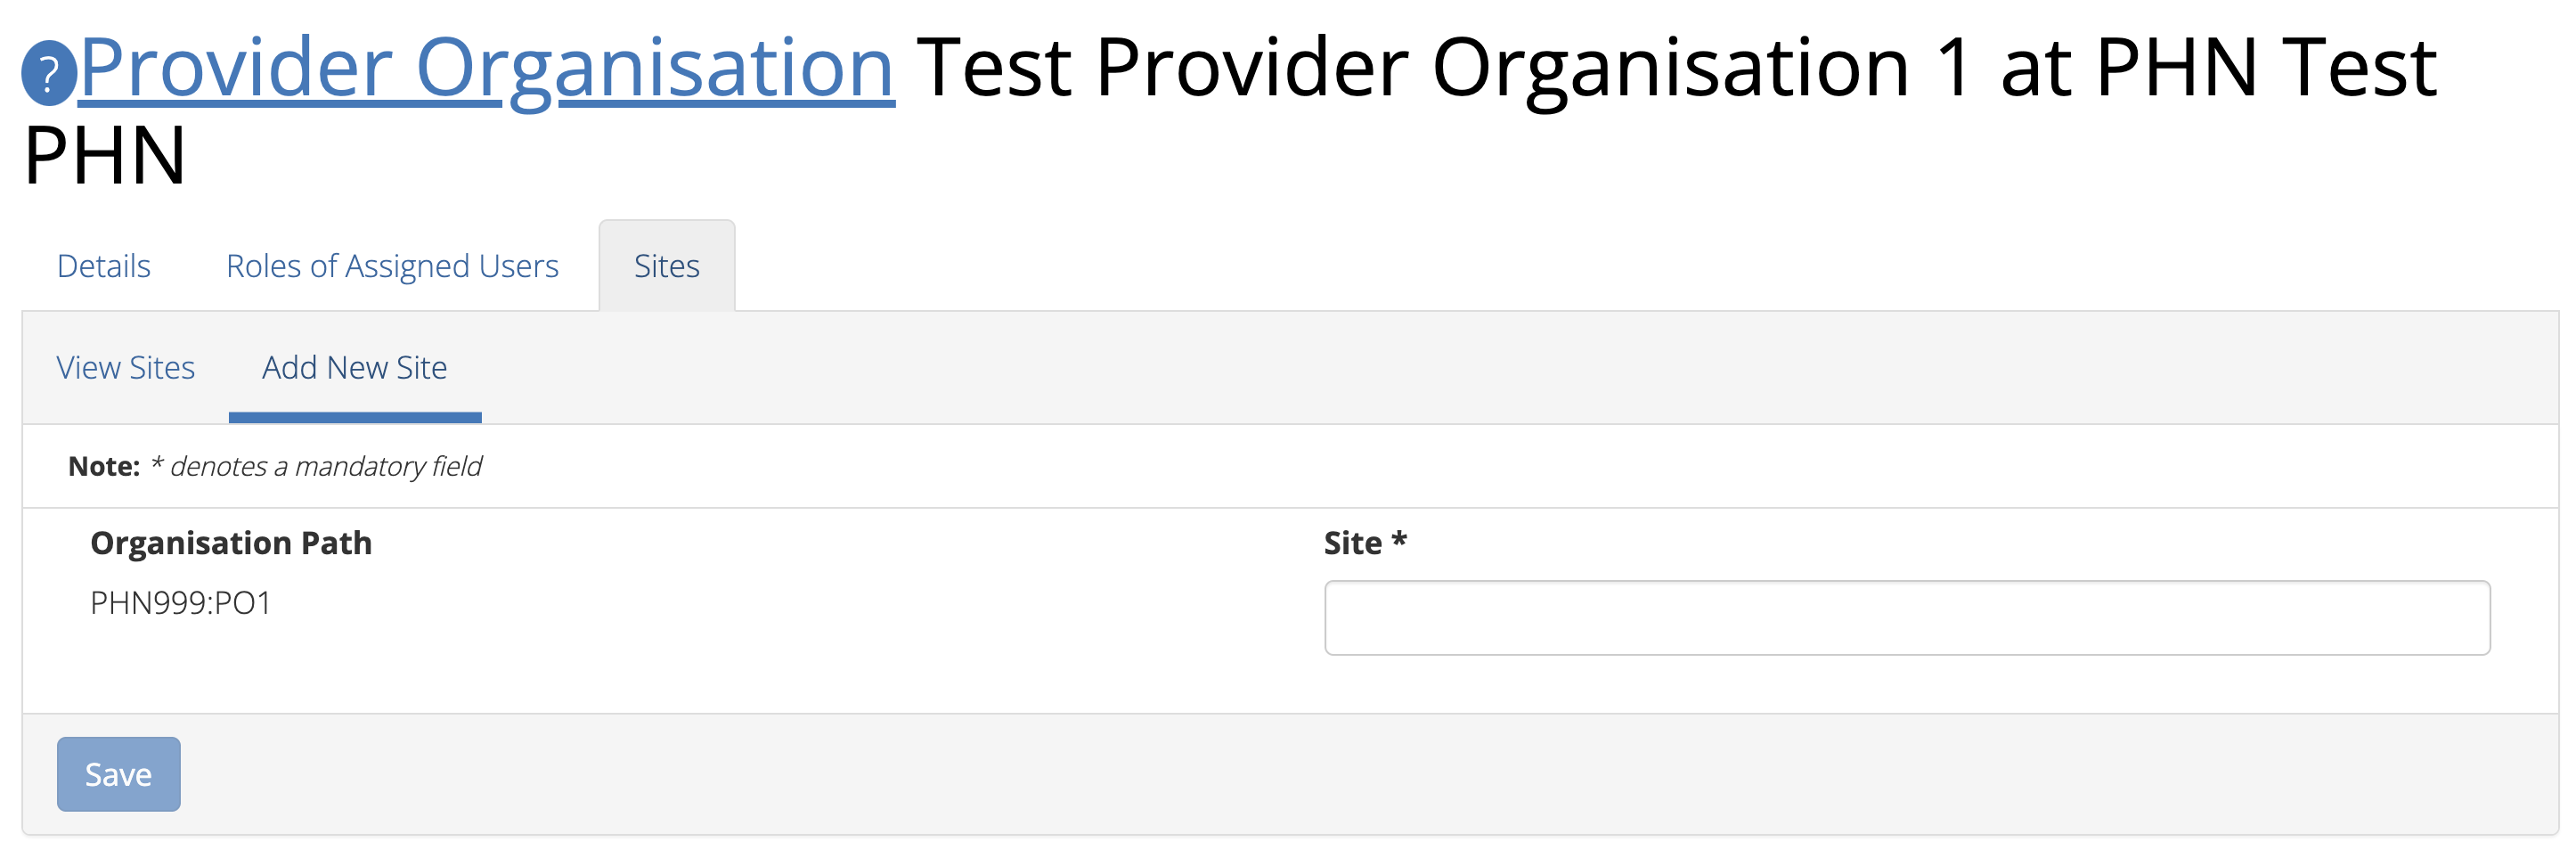 ? Provider Organisation Test Provider Organisation 1 at PHN Test
PHN
Details Roles of Assigned Users Sites
View Sites Add New Site
Note: * denotes a mandatory field
Organisation Path Site *
PHN999:PO1
Save